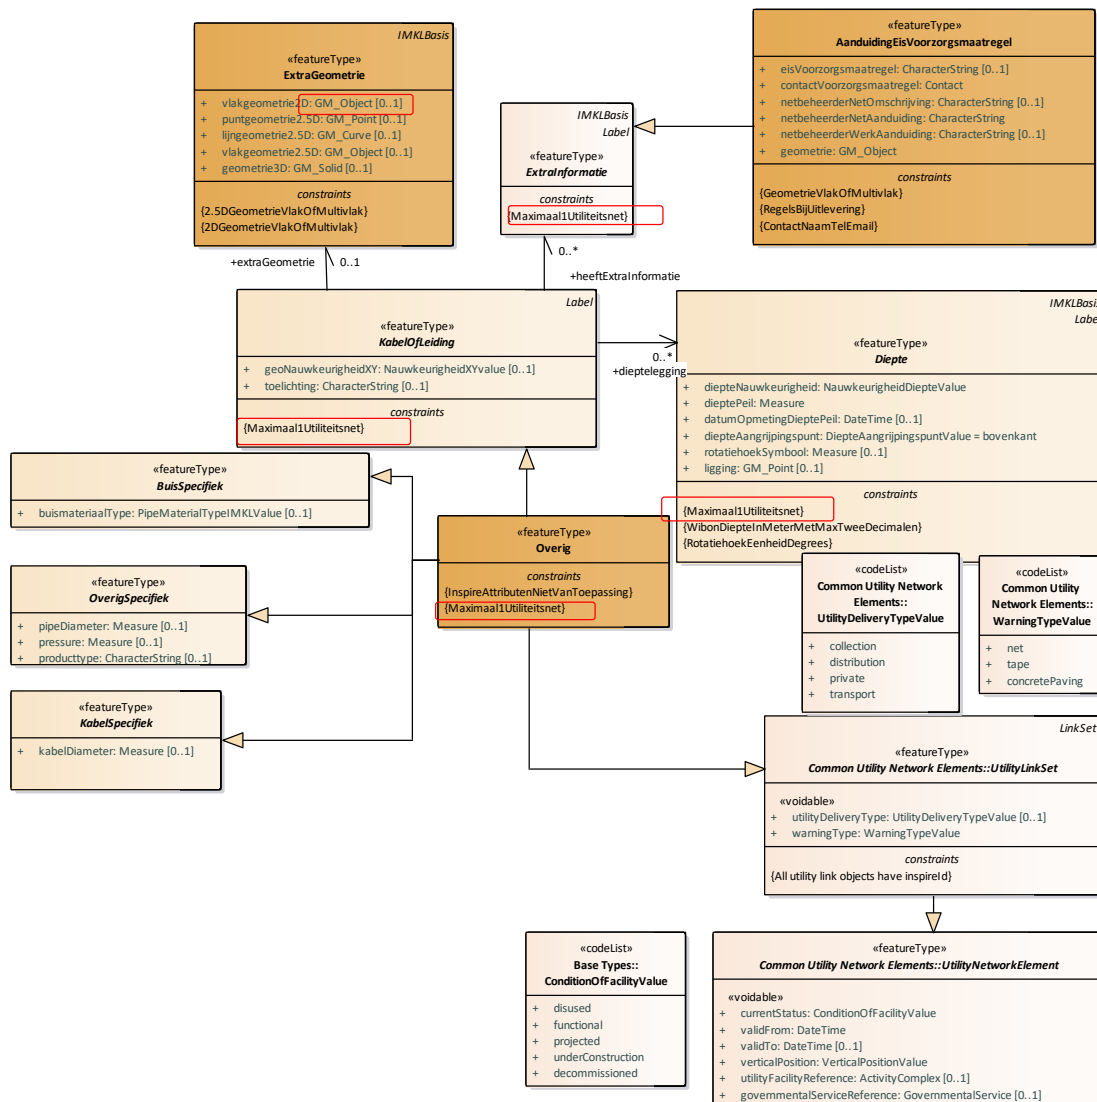 IMKLBasis
«featureType»
ExtraGeometrie
+ vlakgeometrie2D: GM_Object [0..1]
+ puntgeometrie2.5D: GM_Point [0..1]
+ lijngeometrie2.5D: GM_Curve [0..1]
+ vlakgeometrie2.5D: GM_Object [0..1]
+ geometrie3D: GM_Solid [0..1]
constraints
{2.5DGeometrieVlakOfMultivlak}
{2DGeometrieVlakOfMultivlak}
«featureType»
AanduidingEisVoorzorgsmaatregel
+ eisVoorzorgsmaatregel: CharacterString [0..1]
+ contactVoorzorgsmaatregel: Contact
+ netbeheerderNetOmschrijving: CharacterString [0..1]
+ netbeheerderNetAanduiding: CharacterString
+ netbeheerderWerkAanduiding: CharacterString [0..1]
+ geometrie: GM_Object
constraints
{GeometrieVlakOfMultivlak}
{RegelsBijUitlevering}
{ContactNaamTelEmail}
IMKLBasis
Label
«featureType»
ExtraInformatie
constraints
{Maximaal1Utiliteitsnet}
+extraGeometrie
0..1
0..*
+heeftExtraInformatie
Label
«featureType»
KabelOfLeiding
+ geoNauwkeurigheidXY: NauwkeurigheidXYvalue [0..1]
+ toelichting: CharacterString [0..1]
constraints
{Maximaal1Utiliteitsnet}
0..*
+dieptelegging
IMKLBasis
Label
«featureType»
Diepte
+ diepteNauwkeurigheid: NauwkeurigheidDiepteValue
+ dieptePeil: Measure
+ datumOpmetingDieptePeil: DateTime [0..1]
+ diepteAangrijpingspunt: DiepteAangrijpingspuntValue = bovenkant
+ rotatiehoekSymbool: Measure [0..1]
+ ligging: GM_Point [0..1]
constraints
{Maximaal1Utiliteitsnet}
{WibonDiepteInMeterMetMaxTweeDecimalen}
{RotatiehoekEenheidDegrees}
«featureType»
BuisSpecifiek
+ buismateriaalType: PipeMaterialTypeIMKLValue [0..1]
«featureType»
Overig
constraints
{InspireAttributenNietVanToepassing}
{Maximaal1Utiliteitsnet}
«featureType»
OverigSpecifiek
+ pipeDiameter: Measure [0..1]
+ pressure: Measure [0..1]
+ producttype: CharacterString [0..1]
«featureType»
KabelSpecifiek
+ kabelDiameter: Measure [0..1]
«codeList»
Common Utility Network
Elements::
UtilityDeliveryTypeValue
+ collection
+ distribution
+ private
+ transport
«codeList»
Common Utility
Network Elements::
WarningTypeValue
+ net
+ tape
+ concretePaving
LinkSet
«featureType»
Common Utility Network Elements::UtilityLinkSet
«voidable»
+ utilityDeliveryType: UtilityDeliveryTypeValue [0..1]
+ warningType: WarningTypeValue
constraints
{All utility link objects have inspireId}
«codeList»
Base Types::
ConditionOfFacilityValue
+ disused
+ functional
+ projected
+ underConstruction
+ decommissioned
«featureType»
Common Utility Network Elements::UtilityNetworkElement
«voidable»
+ currentStatus: ConditionOfFacilityValue
+ validFrom: DateTime
+ validTo: DateTime [0..1]
+ verticalPosition: VerticalPositionValue
+ utilityFacilityReference: ActivityComplex [0..1]
+ governmentalServiceReference: GovernmentalService [0..1]